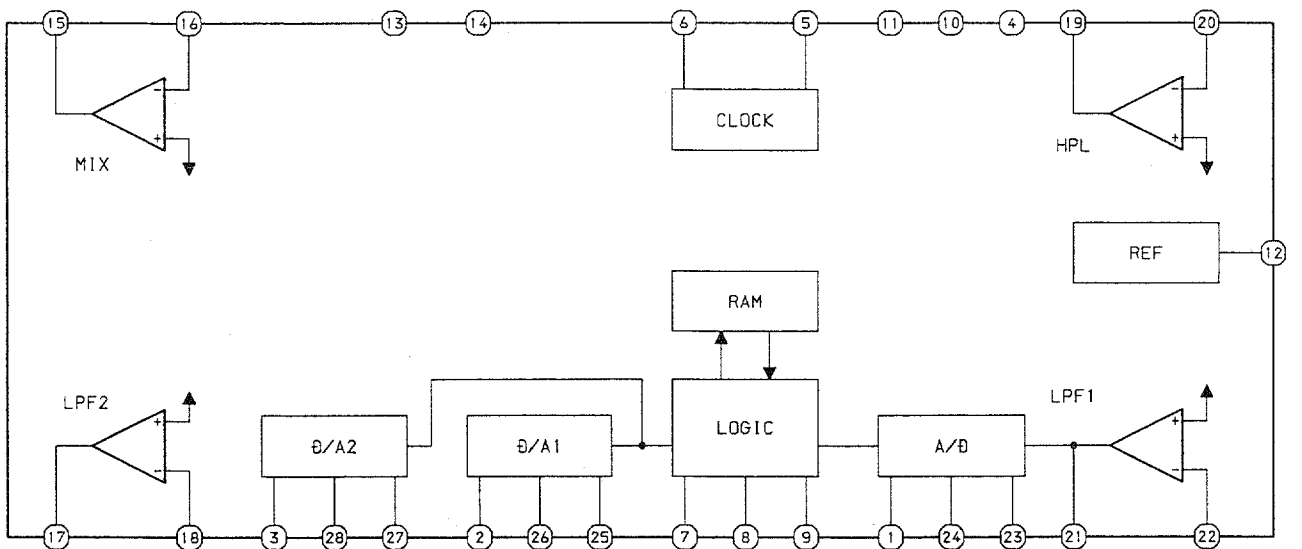 15 16 13 14 6 5 11 10 4 19 20
- -
CLOCK
+ +
MIX HPL
REF 12
RAM
LPF2 LPF1
+ +
D/A2 D/A1 LOGIC A/D
- -
17 18 3 28 27 2 26 25 7 8 9 1 24 23 21 22